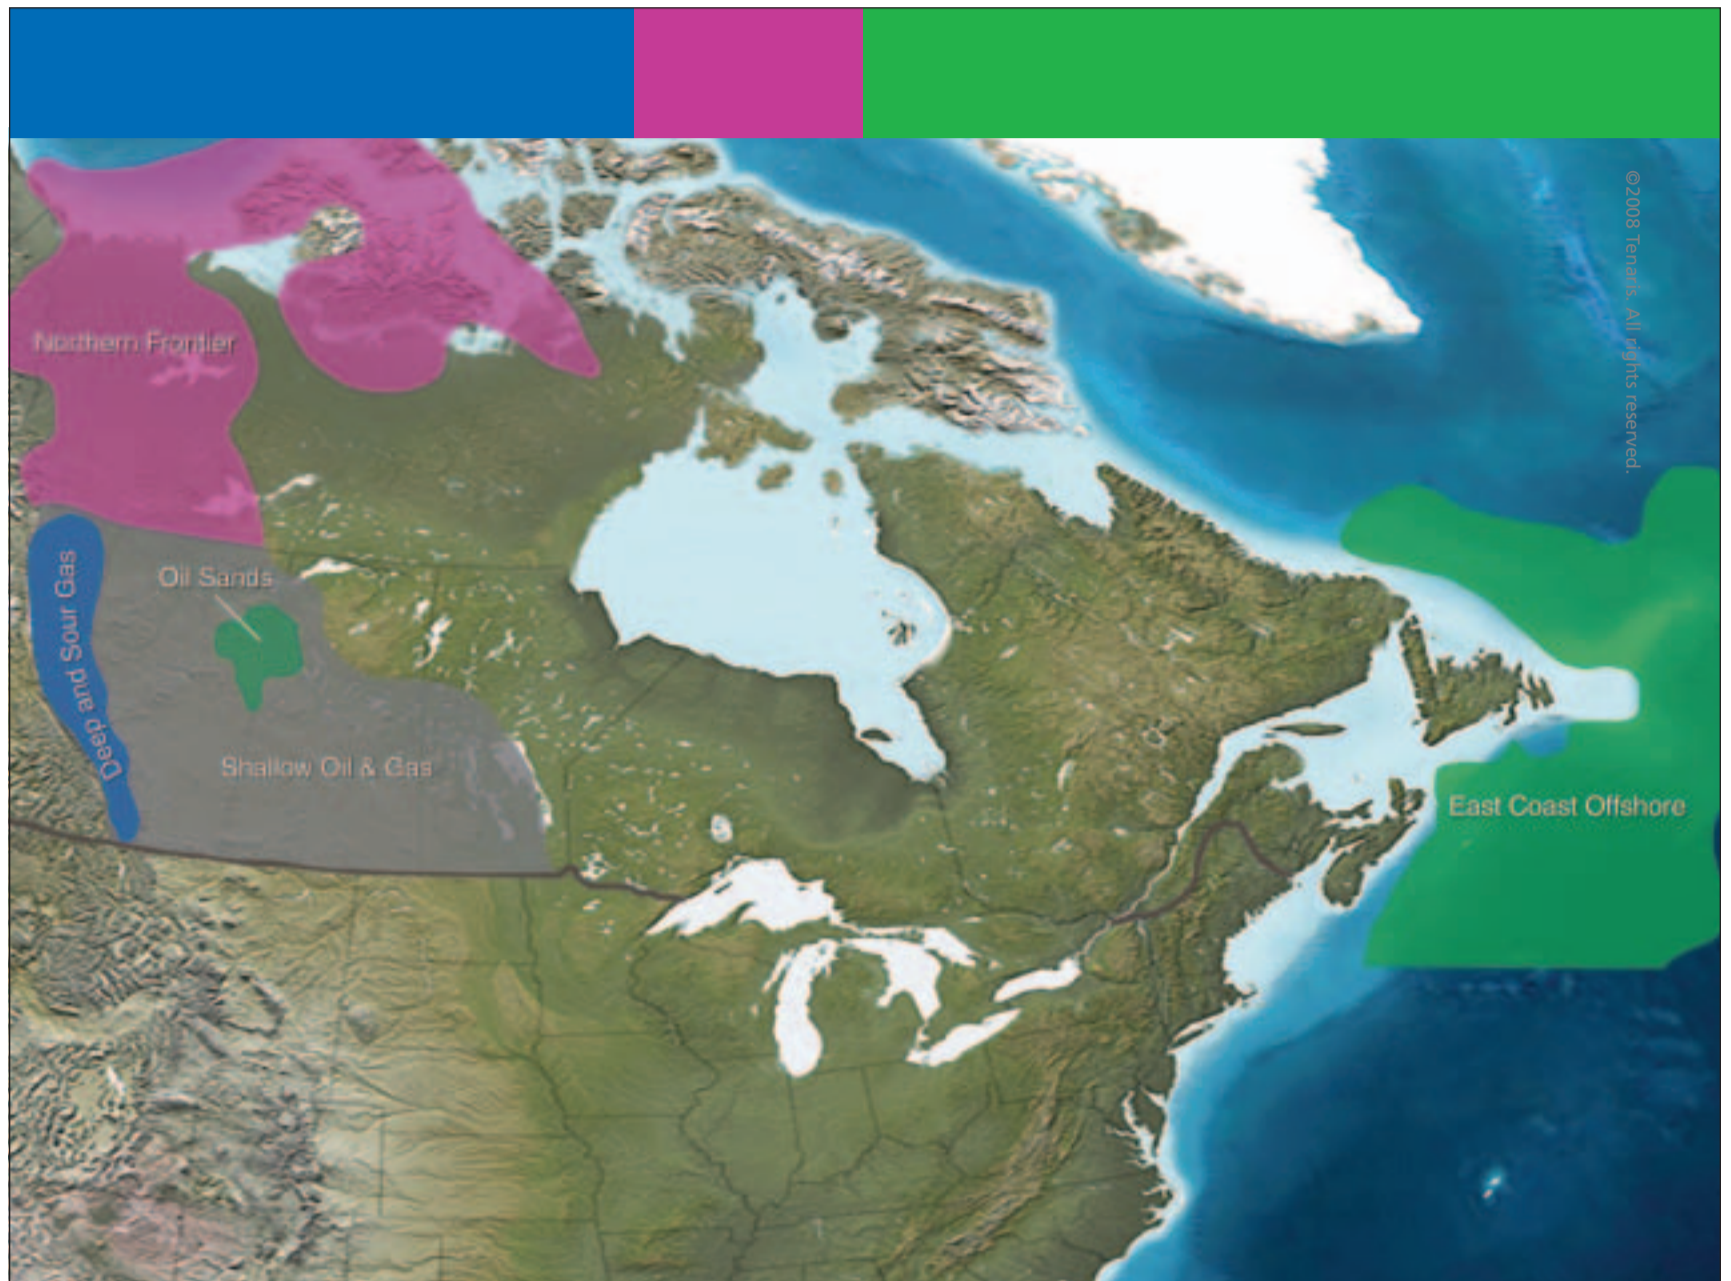 ©2008 Tenaris. All rights reserved.
Northern Frontier
Oil Sands
Deep and Sour Gas
Shallow Oil & Gas
East Coast Offshore